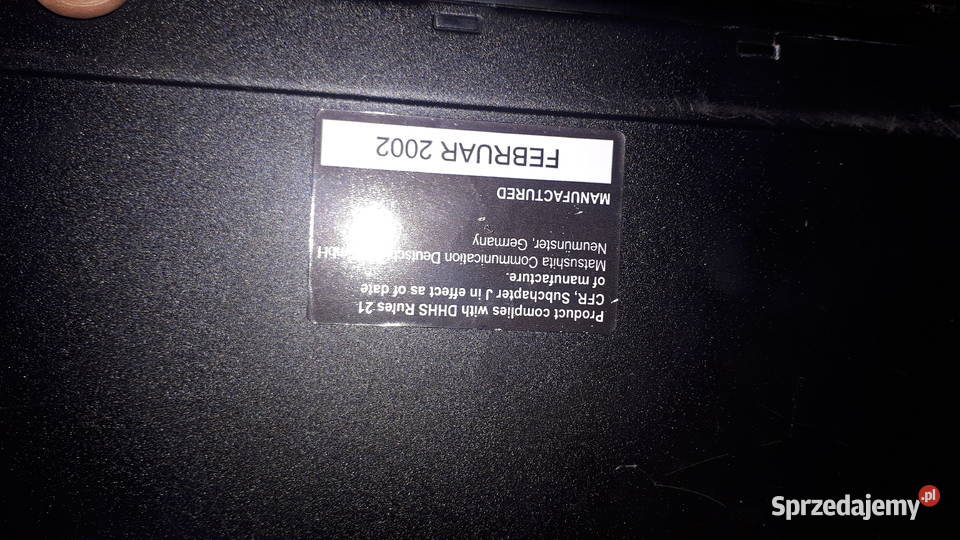 Product complies with DHHS Rules 21
CFR, Subchapter J in effect as of date
of manufacture.
Matsushita Communication
Neumünster, Germany
MANUFACTURED
FEBRUAR 2002
Sprzedajemy.pl